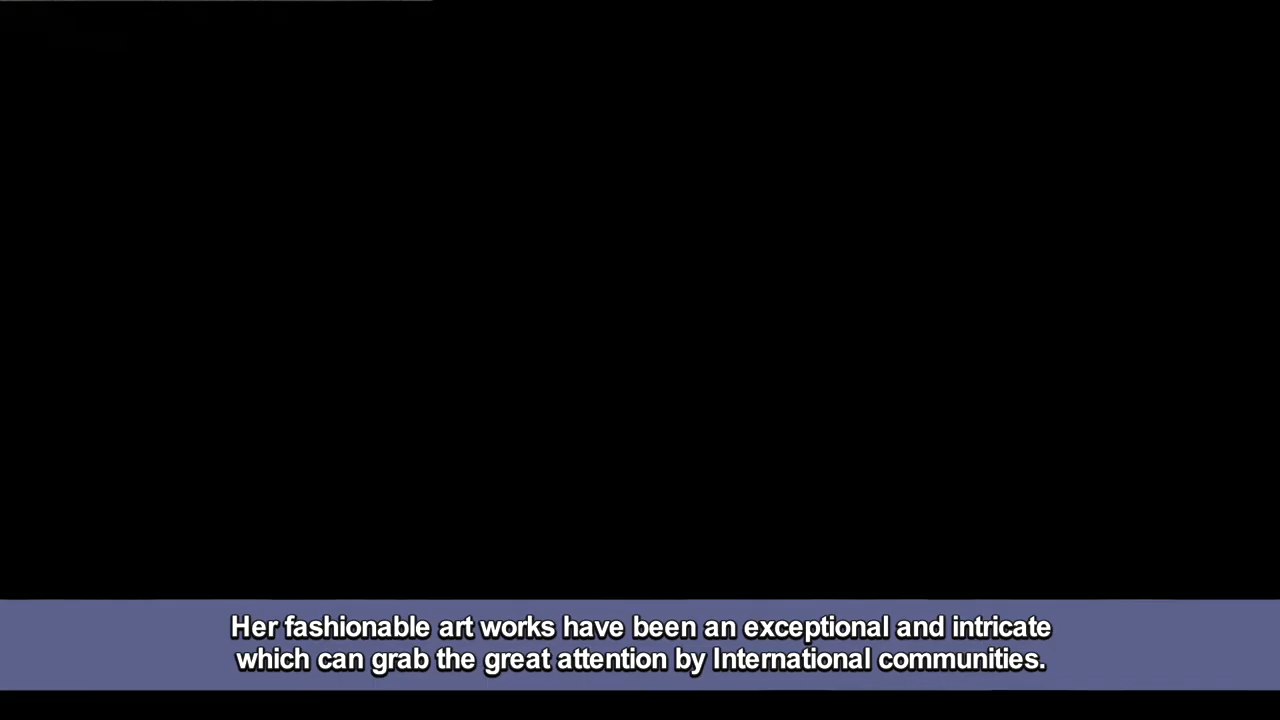 Her fashionable art works have been an exceptional and intricate
which can grab the great attention by International communities.